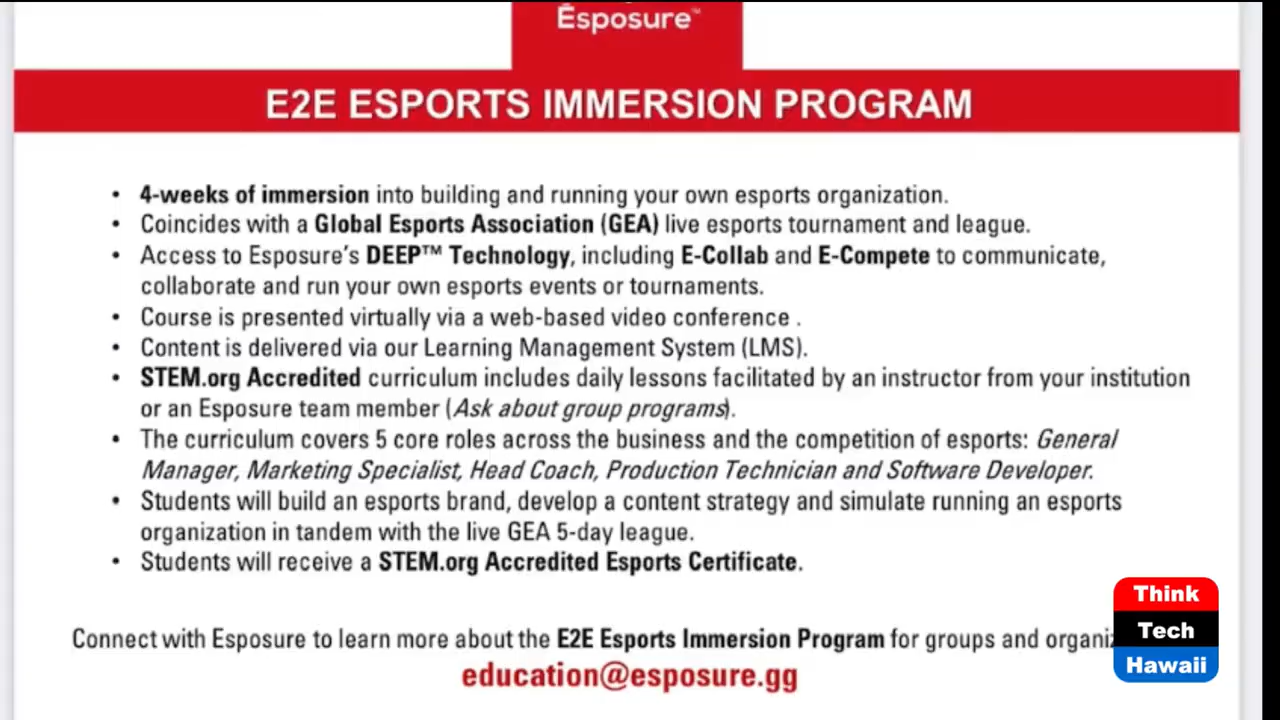 Ésposure™
E2E ESPORTS IMMERSION PROGRAM
• 4-weeks of immersion into building and running your own esports organization.
• Coincides with a Global Esports Association (GEA) live esports tournament and league.
• Access to Esposure's DEEP™ Technology, including E-Collab and E-Compete to communicate,
collaborate and run your own esports events or tournaments.
• Course is presented virtually via a web-based video conference .
• Content is delivered via our Learning Management System (LMS).
• STEM.org Accredited curriculum includes daily lessons facilitated by an instructor from your institution
or an Esposure team member (Ask about group programs).
• The curriculum covers 5 core roles across the business and the competition of esports: General
Manager, Marketing Specialist, Head Coach, Production Technician and Software Developer.
• Students will build an esports brand, develop a content strategy and simulate running an esports
organization in tandem with the live GEA 5-day league.
• Students will receive a STEM.org Accredited Esports Certificate.
Connect with Esposure to learn more about the E2E Esports Immersion Program for groups and organi
education@esposure.gg
Think
Tech
Hawaii